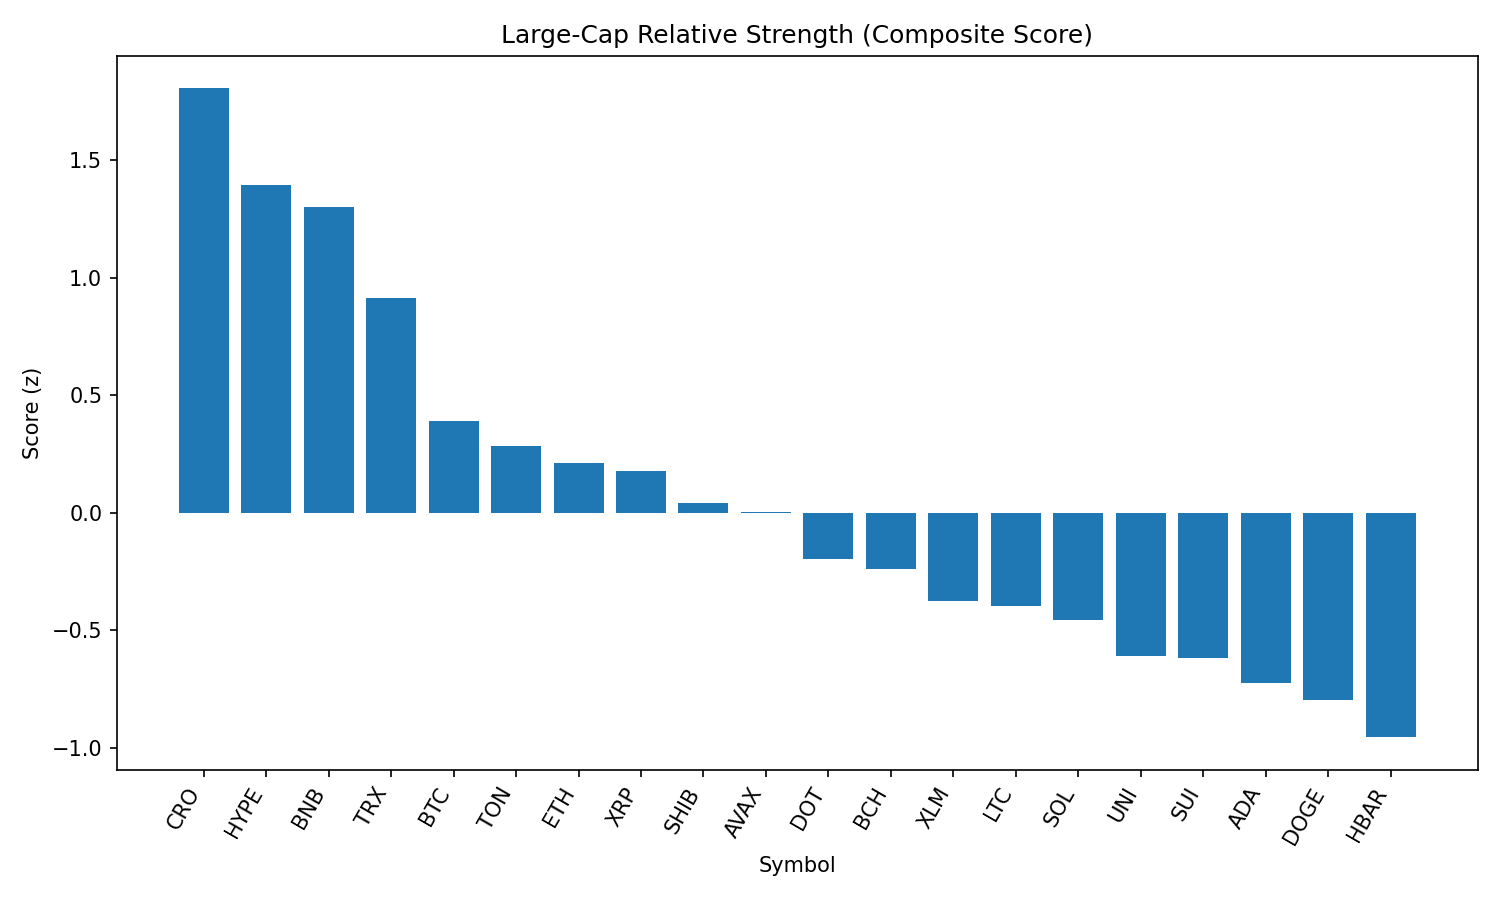 Large-Cap Relative Strength (Composite Score)
Score (z)
1.5
1.0
0.5
0.0
−0.5
−1.0
CRO HYPE BNB TRX BTC TON ETH XRP SHIB AVAX DOT BCH XLM LTC SOL UNI SUI ADA DOGE HBAR
Symbol